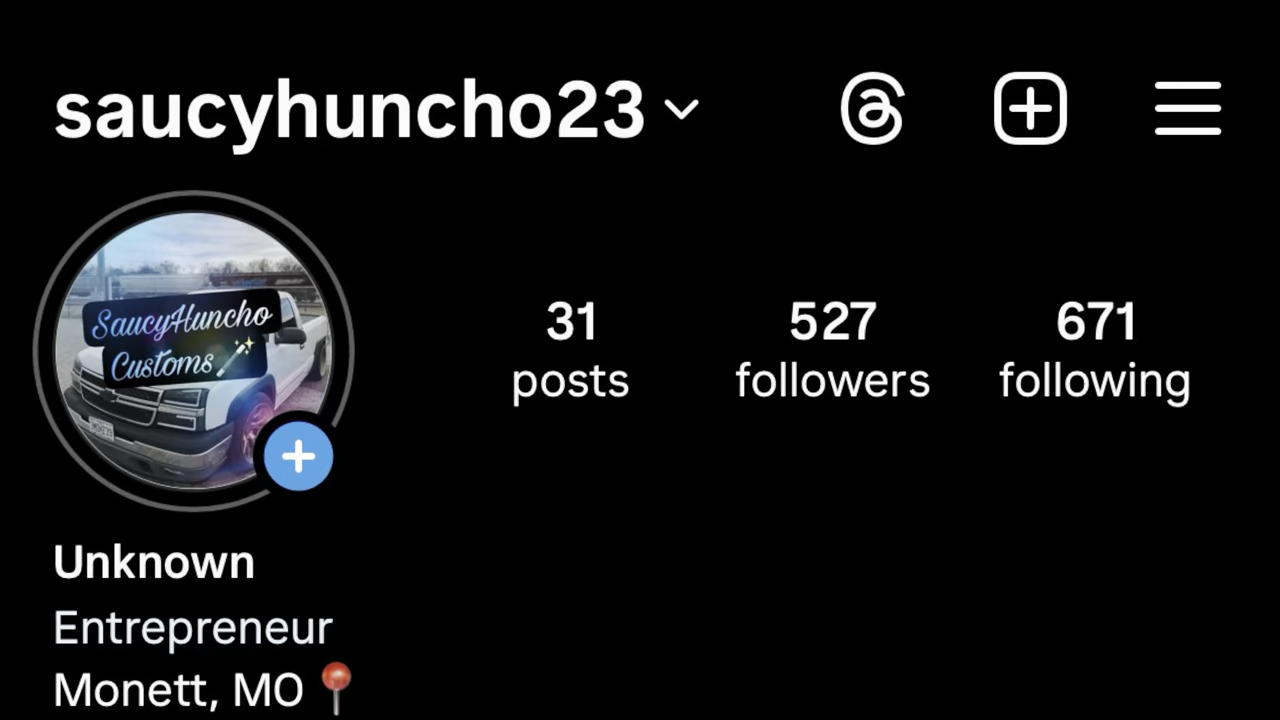 saucyhuncho23
SaucyHuncho
Customs
31
posts
527
followers
671
following
Unknown
Entrepreneur
Monett, MO